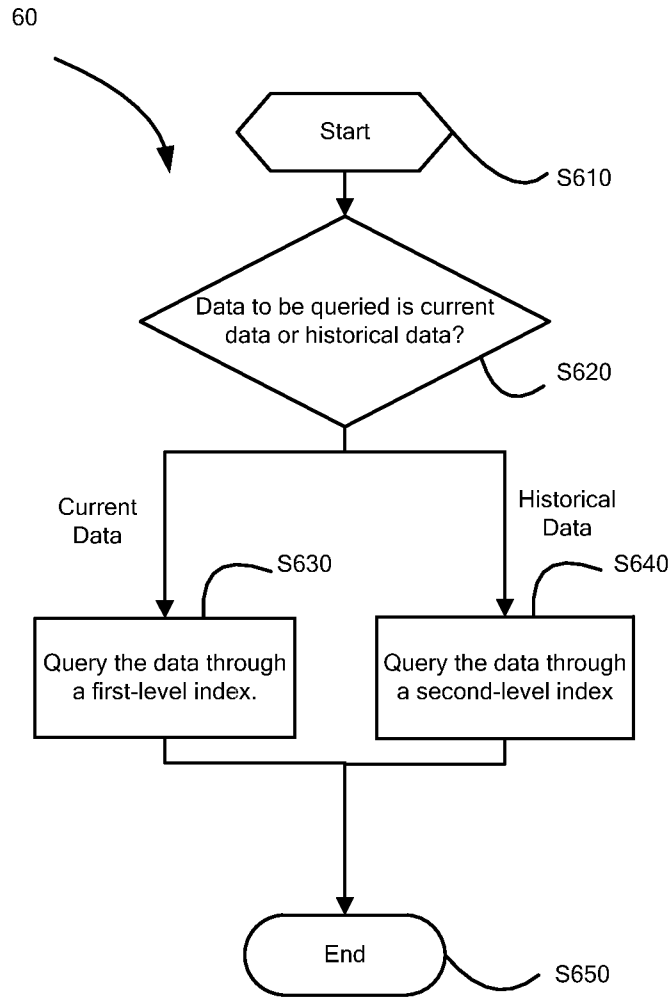 60
Start
S610
Data to be queried is current
data or historical data?
S620
Current
Data
Historical
Data
S630
S640
Query the data through
a first-level index.
Query the data through
a second-level index
End
S650